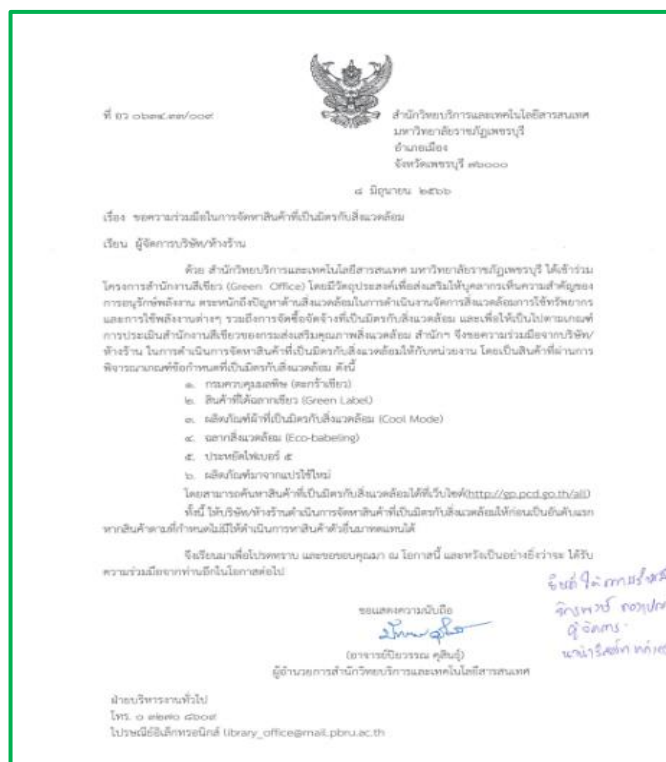 ที่ อว ๐๖๓๔.๓๓/๐๐๙
สำนักวิทยบริการและเทคโนโลยีสารสนเทศ
มหาวิทยาลัยราชภัฏเพชรบุรี
อำเภอเมือง
จังหวัดเพชรบุรี ๗๖๐๐๐
๘ มิถุนายน ๒๕๖๖
เรื่อง ขอความร่วมมือในการจัดหาสินค้าที่เป็นมิตรกับสิ่งแวดล้อม
เรียน ผู้จัดการบริษัท/ห้างร้าน
ด้วย สำนักวิทยบริการและเทคโนโลยีสารสนเทศ มหาวิทยาลัยราชภัฏเพชรบุรี ได้เข้าร่วม
โครงการสำนักงานสีเขียว (Green Office) โดยมีวัตถุประสงค์เพื่อส่งเสริมให้บุคลากรเห็นความสำคัญของ
การอนุรักษ์พลังงาน ตระหนักถึงปัญหาด้านสิ่งแวดล้อมในการดำเนินงานจัดการสิ่งแวดล้อมการใช้ทรัพยากร
และการใช้พลังงานต่างๆ รวมถึงการจัดซื้อจัดจ้างที่เป็นมิตรกับสิ่งแวดล้อม และเพื่อให้เป็นไปตามเกณฑ์
การประเมินสำนักงานสีเขียวของกรมส่งเสริมคุณภาพสิ่งแวดล้อม สำนักฯ จึงขอความร่วมมือจากบริษัท/
ห้างร้าน ในการดำเนินการจัดหาสินค้าที่เป็นมิตรกับสิ่งแวดล้อมให้กับหน่วยงาน โดยเป็นสินค้าที่ผ่านการ
พิจารณาเกณฑ์ข้อกำหนดที่เป็นมิตรกับสิ่งแวดล้อม ดังนี้
๑. กรมควบคุมมลพิษ (ตะกร้าเขียว)
๒. สินค้าที่ได้ฉลากเขียว (Green Label)
๓. ผลิตภัณฑ์ผ้าที่เป็นมิตรกับสิ่งแวดล้อม (Cool Mode)
๔. ฉลากสิ่งแวดล้อม (Eco-babeling)
๕. ประหยัดไฟเบอร์ ๕
๖. ผลิตภัณฑ์มาจากแปรใช้ใหม่
โดยสามารถค้นหาสินค้าที่เป็นมิตรกับสิ่งแวดล้อมได้ที่เว็บไซต์(http://gp.pcd.go.th/all)
ทั้งนี้ ให้บริษัท/ห้างร้านดำเนินการจัดหาสินค้าที่เป็นมิตรกับสิ่งแวดล้อมให้ก่อนเป็นอันดับแรก
หากสินค้าตามที่กำหนดไม่มีให้ดำเนินการหาสินค้าตัวอื่นมาทดแทนได้
จึงเรียนมาเพื่อโปรดทราบ และขอขอบคุณมา ณ โอกาสนี้ และหวังเป็นอย่างยิ่งว่าจะ ได้รับ
ความร่วมมือจากท่านอีกในโอกาสต่อไป
ขอแสดงความนับถือ
(อาจารย์ปิยวรรณ คุสินธุ์)
ผู้อำนวยการสำนักวิทยบริการและเทคโนโลยีสารสนเทศ
ผู้จัดการ
ฝ่ายบริหารงานทั่วไป
โทร. ๐ ๓๒๗๐ ๘๖๐๙
ไปรษณีย์อิเล็กทรอนิกส์ library_office@mail.pbru.ac.th